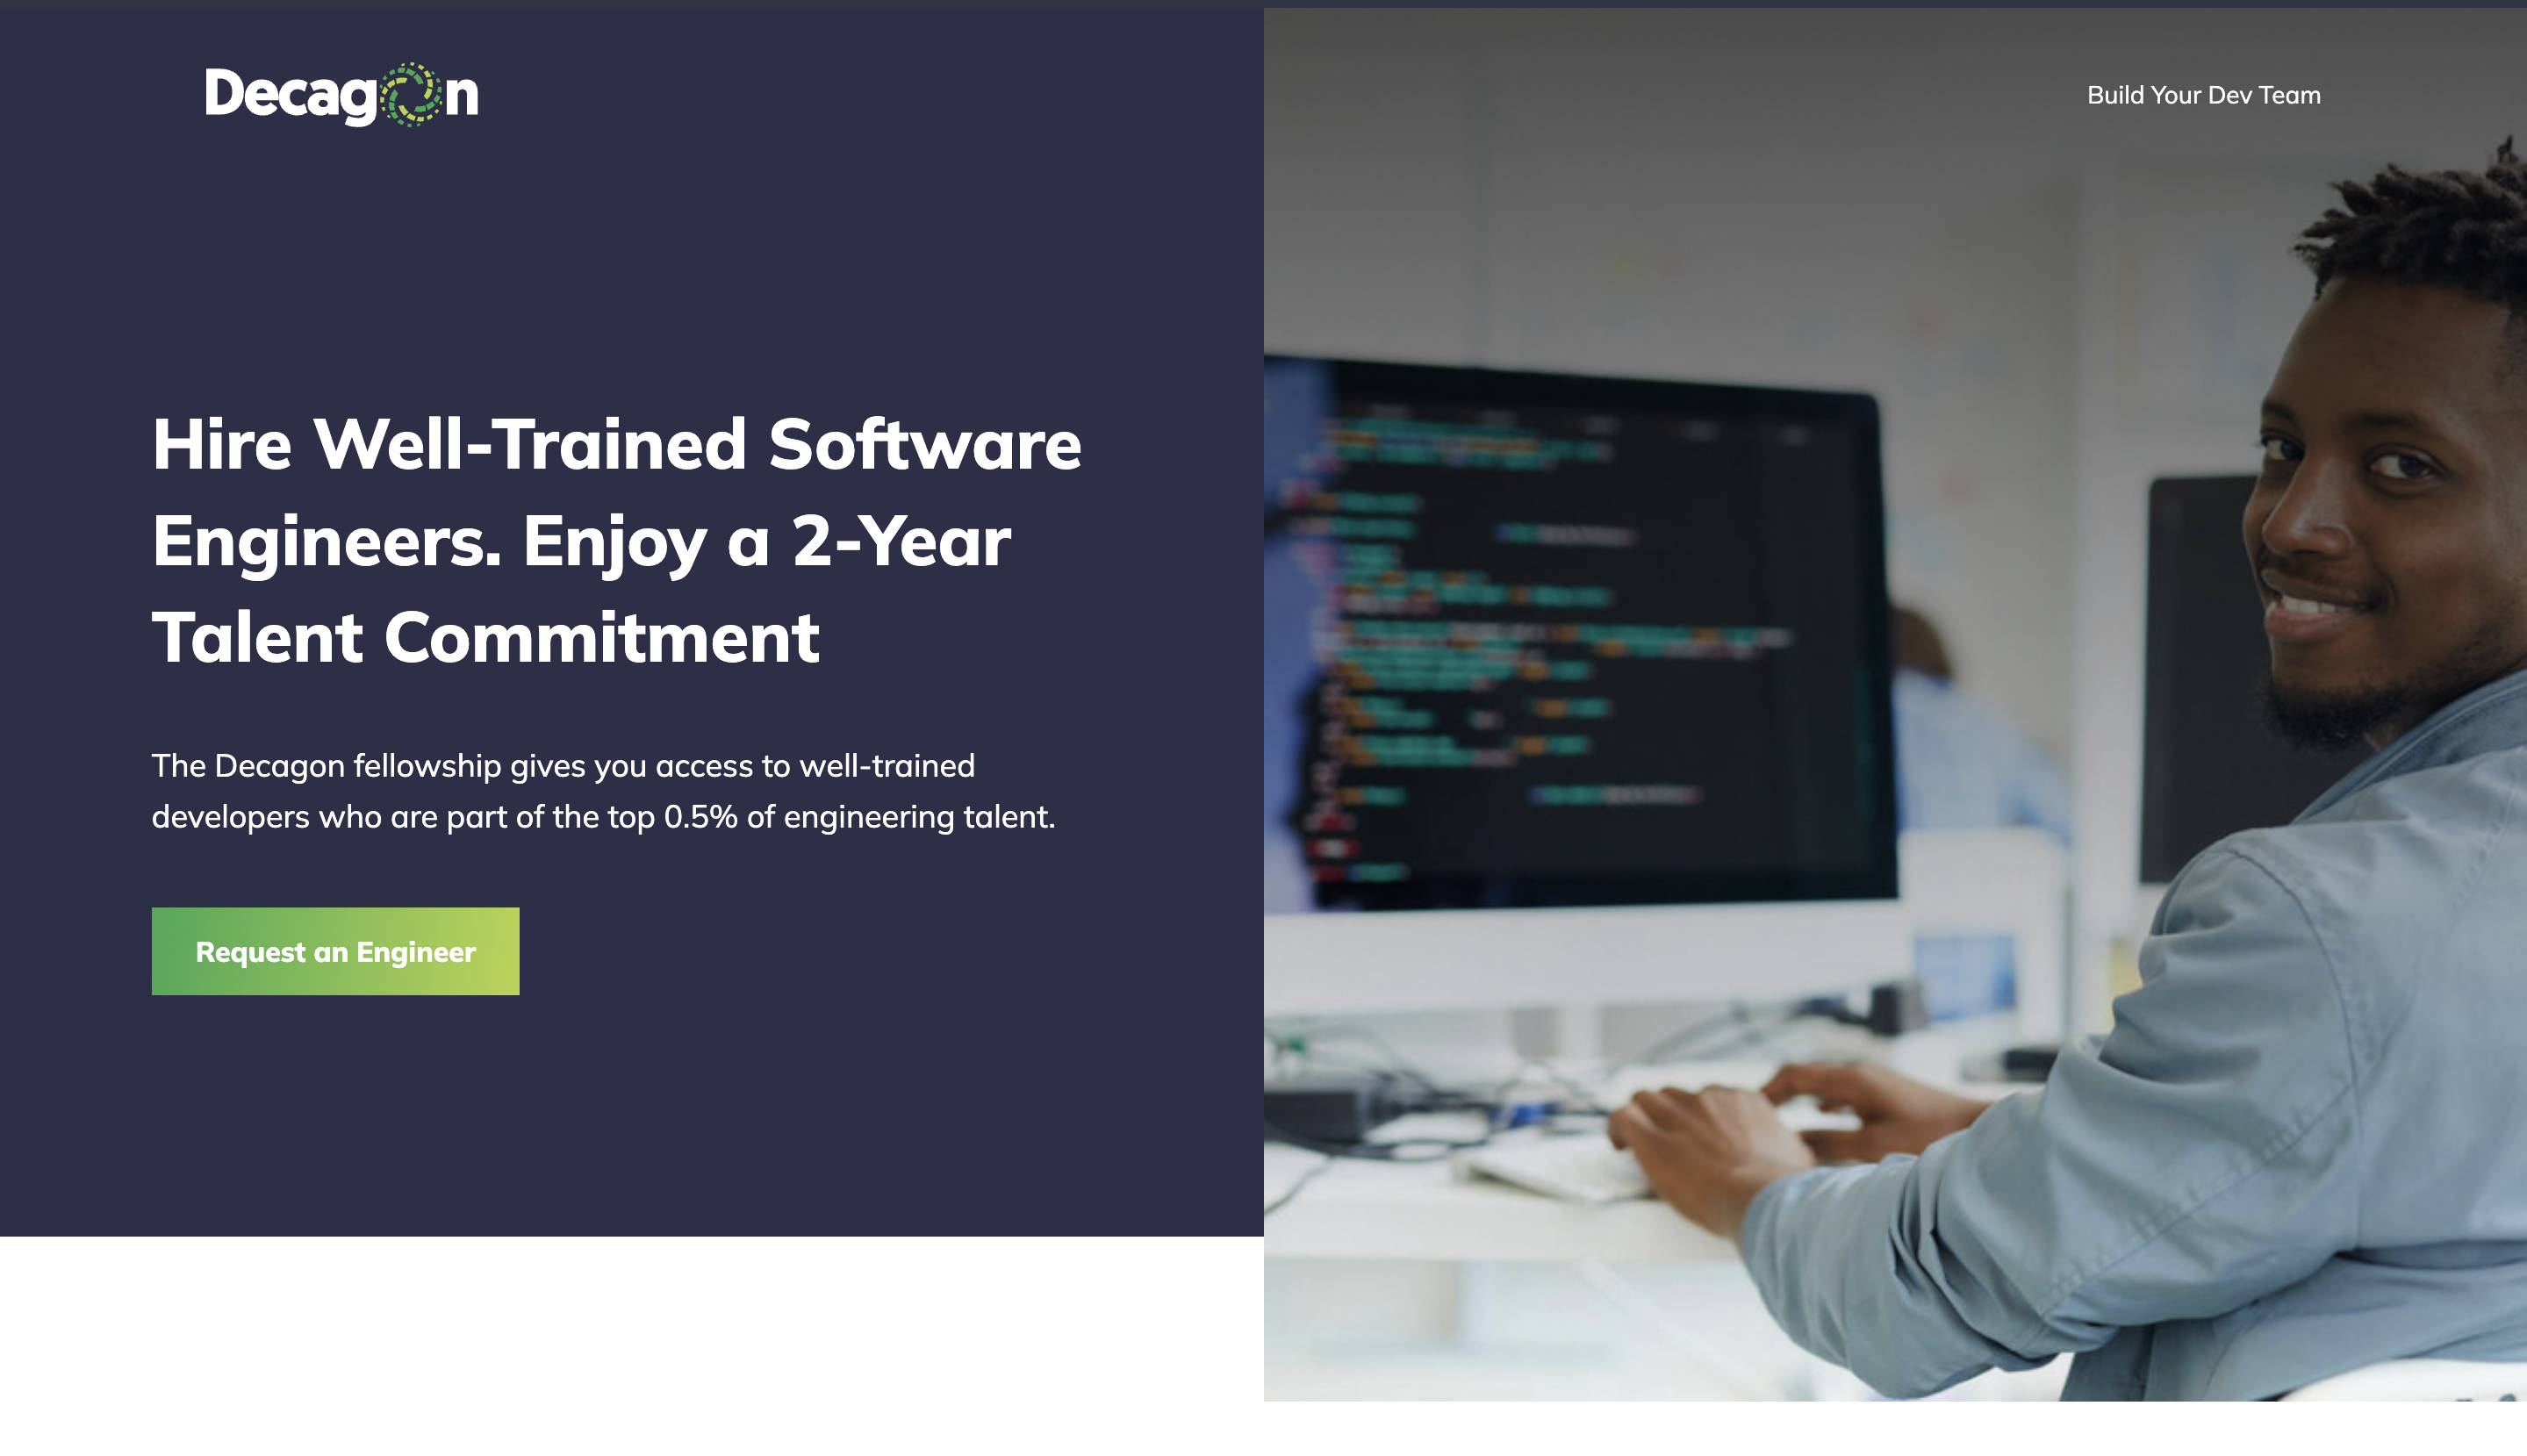 Decagon
Build Your Dev Team
Hire Well-Trained Software
Engineers. Enjoy a 2-Year
Talent Commitment
The Decagon fellowship gives you access to well-trained
developers who are part of the top 0.5% of engineering talent.
Request an Engineer